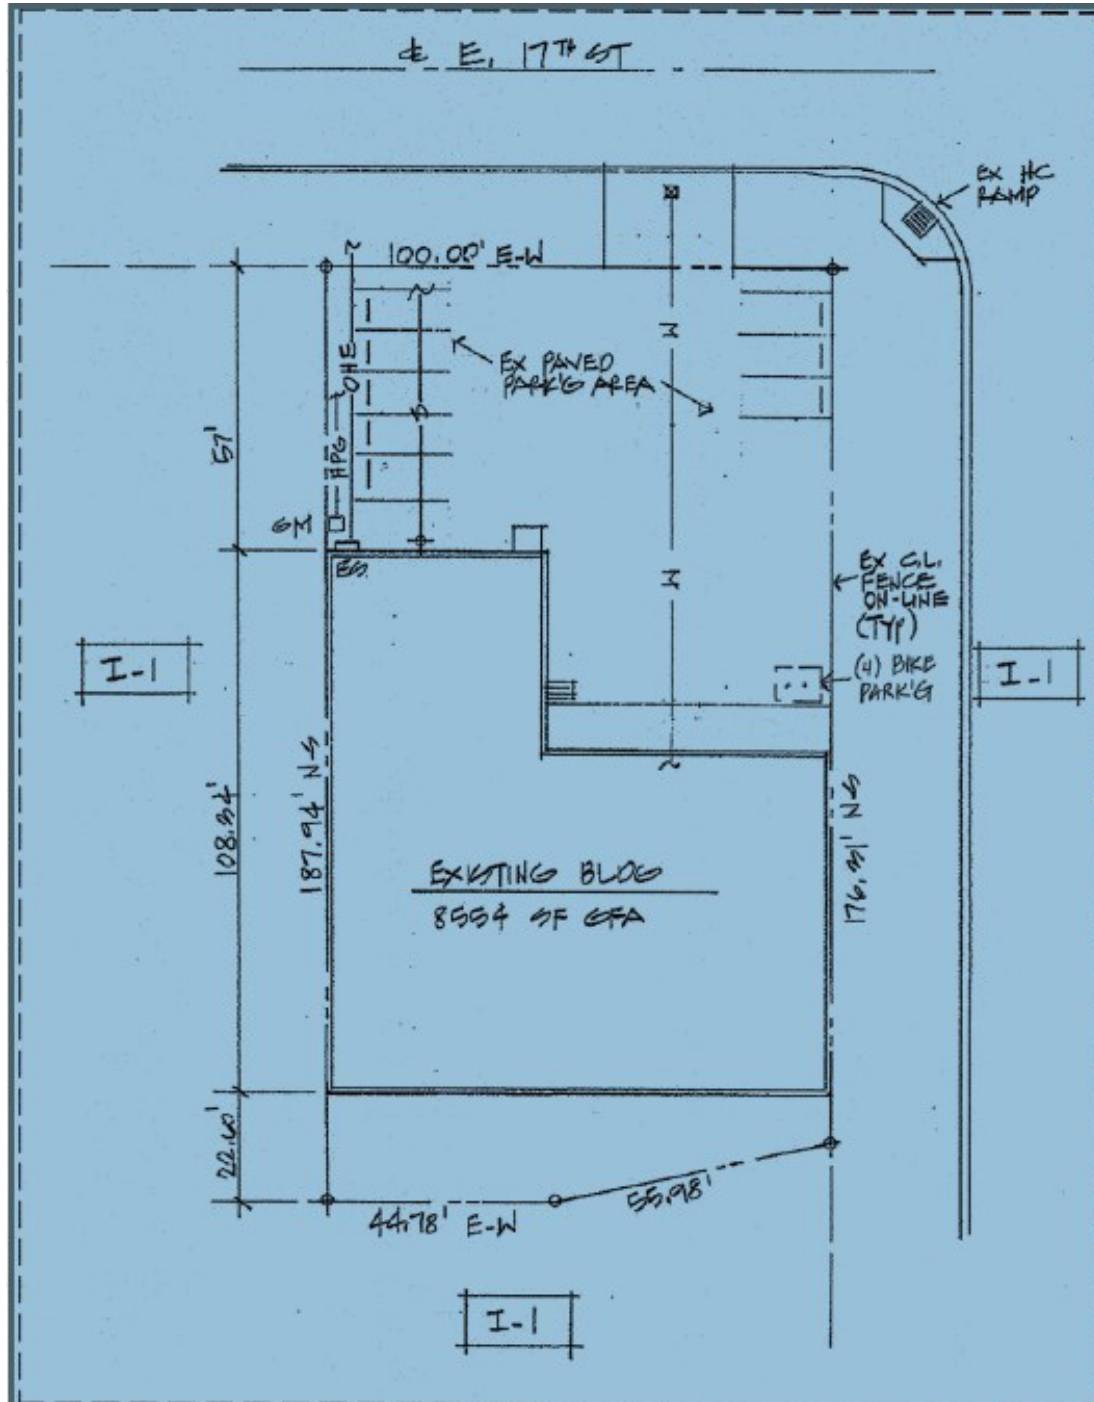 ℄ E. 17TH ST
EX HC
RAMP
100.00' E-W
EX PAVED
PARK'G AREA
OHE
HPG
S
W
W
57'
GM
ES.
EX C.L.
FENCE
ON-LINE
(TYP)
(4) BIKE
PARK'G
I-1
I-1
108.34'
187.94' N-S
176.31' N-S
EXISTING BLDG
8554 SF GFA
22.60'
44.78' E-W
55.98'
I-1